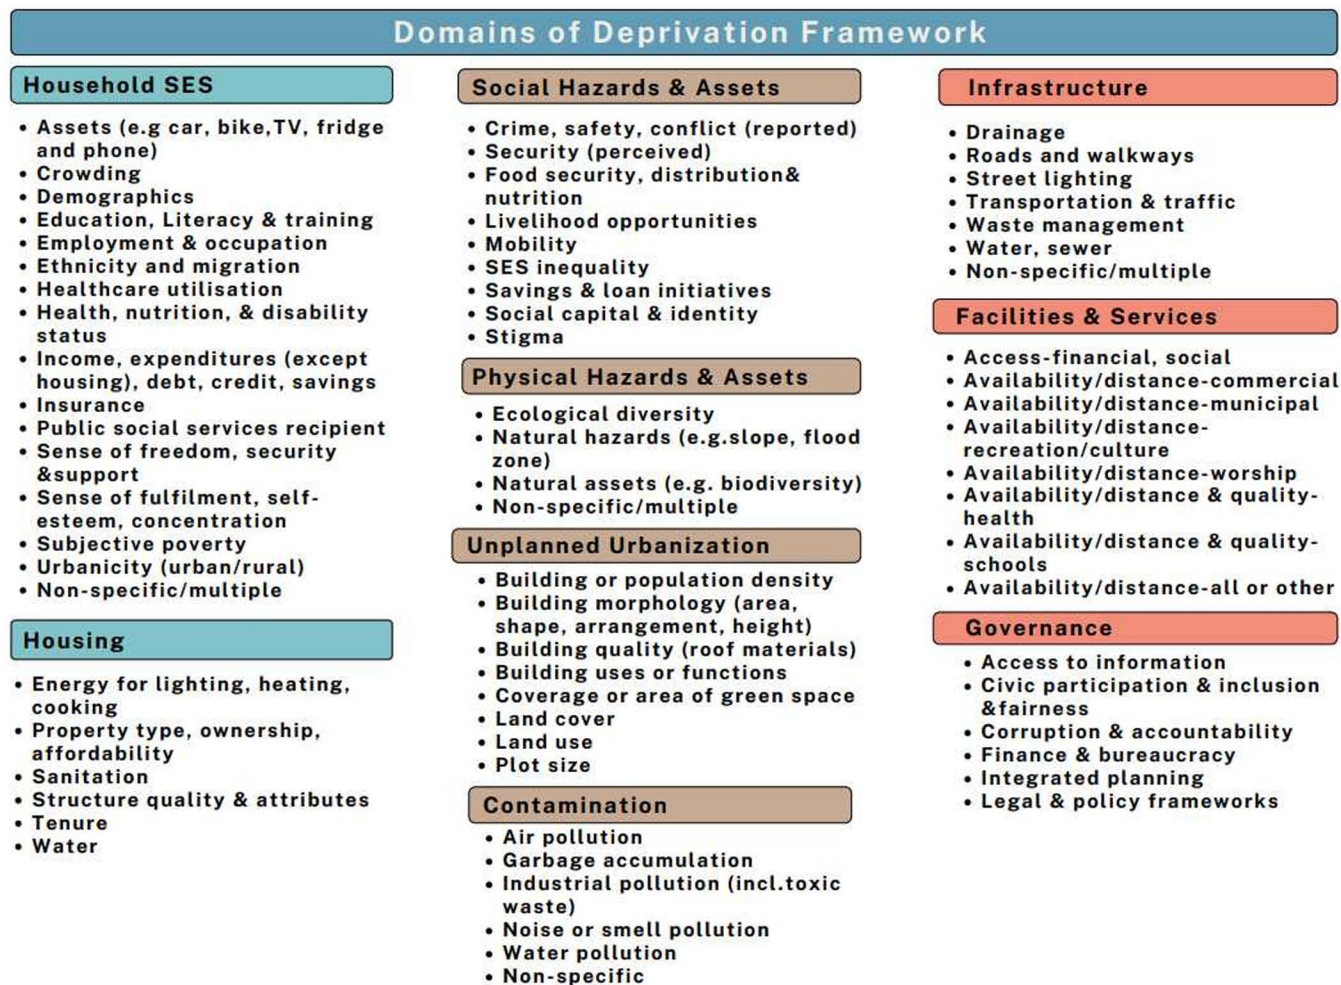 Domains of Deprivation Framework
Household SES
• Assets (e.g car, bike,TV, fridge
and phone)
• Crowding
• Demographics
• Education, Literacy & training
• Employment & occupation
• Ethnicity and migration
• Healthcare utilisation
• Health, nutrition, & disability
status
• Income, expenditures (except
housing), debt, credit, savings
• Insurance
• Public social services recipient
• Sense of freedom, security
&support
• Sense of fulfilment, self-
esteem, concentration
• Subjective poverty
• Urbanicity (urban/rural)
• Non-specific/multiple
Housing
• Energy for lighting, heating,
cooking
• Property type, ownership,
affordability
• Sanitation
• Structure quality & attributes
• Tenure
• Water
Social Hazards & Assets
• Crime, safety, conflict (reported)
• Security (perceived)
• Food security, distribution&
nutrition
• Livelihood opportunities
• Mobility
• SES inequality
• Savings & loan initiatives
• Social capital & identity
• Stigma
Physical Hazards & Assets
• Ecological diversity
• Natural hazards (e.g.slope, flood
zone)
• Natural assets (e.g. biodiversity)
• Non-specific/multiple
Unplanned Urbanization
• Building or population density
• Building morphology (area,
shape, arrangement, height)
• Building quality (roof materials)
• Building uses or functions
• Coverage or area of green space
• Land cover
• Land use
• Plot size
Contamination
• Air pollution
• Garbage accumulation
• Industrial pollution (incl.toxic
waste)
• Noise or smell pollution
• Water pollution
• Non-specific
Infrastructure
• Drainage
• Roads and walkways
• Street lighting
• Transportation & traffic
• Waste management
• Water, sewer
• Non-specific/multiple
Facilities & Services
• Access-financial, social
• Availability/distance-commercial
• Availability/distance-municipal
• Availability/distance-
recreation/culture
• Availability/distance-worship
• Availability/distance & quality-
health
• Availability/distance & quality-
schools
• Availability/distance-all or other
Governance
• Access to information
• Civic participation & inclusion
&fairness
• Corruption & accountability
• Finance & bureaucracy
• Integrated planning
• Legal & policy frameworks